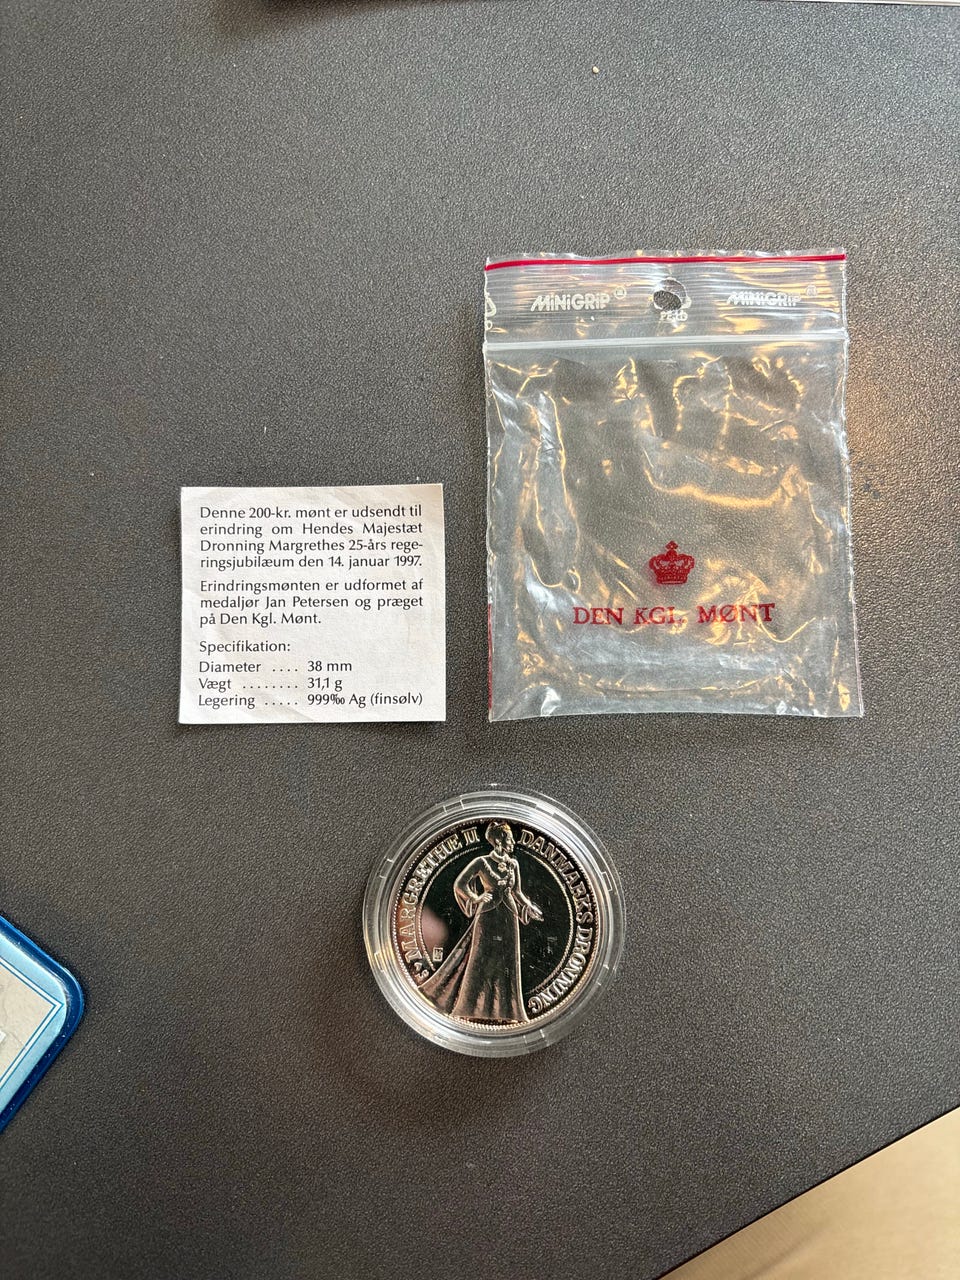 MiNiGRiP® MiNiGRiP®
PE-LD
DEN KGL. MØNT
Denne 200-kr. mønt er udsendt til
erindring om Hendes Majestæt
Dronning Margrethes 25-års rege-
ringsjubilæum den 14. januar 1997.
Erindringsmønten er udformet af
medaljør Jan Petersen og præget
på Den Kgl. Mønt.
Specifikation:
Diameter .... 38 mm
Vægt ........ 31,1 g
Legering ..... 999‰ Ag (finsølv)
MARGRETHE II DANMARKS DRONNING